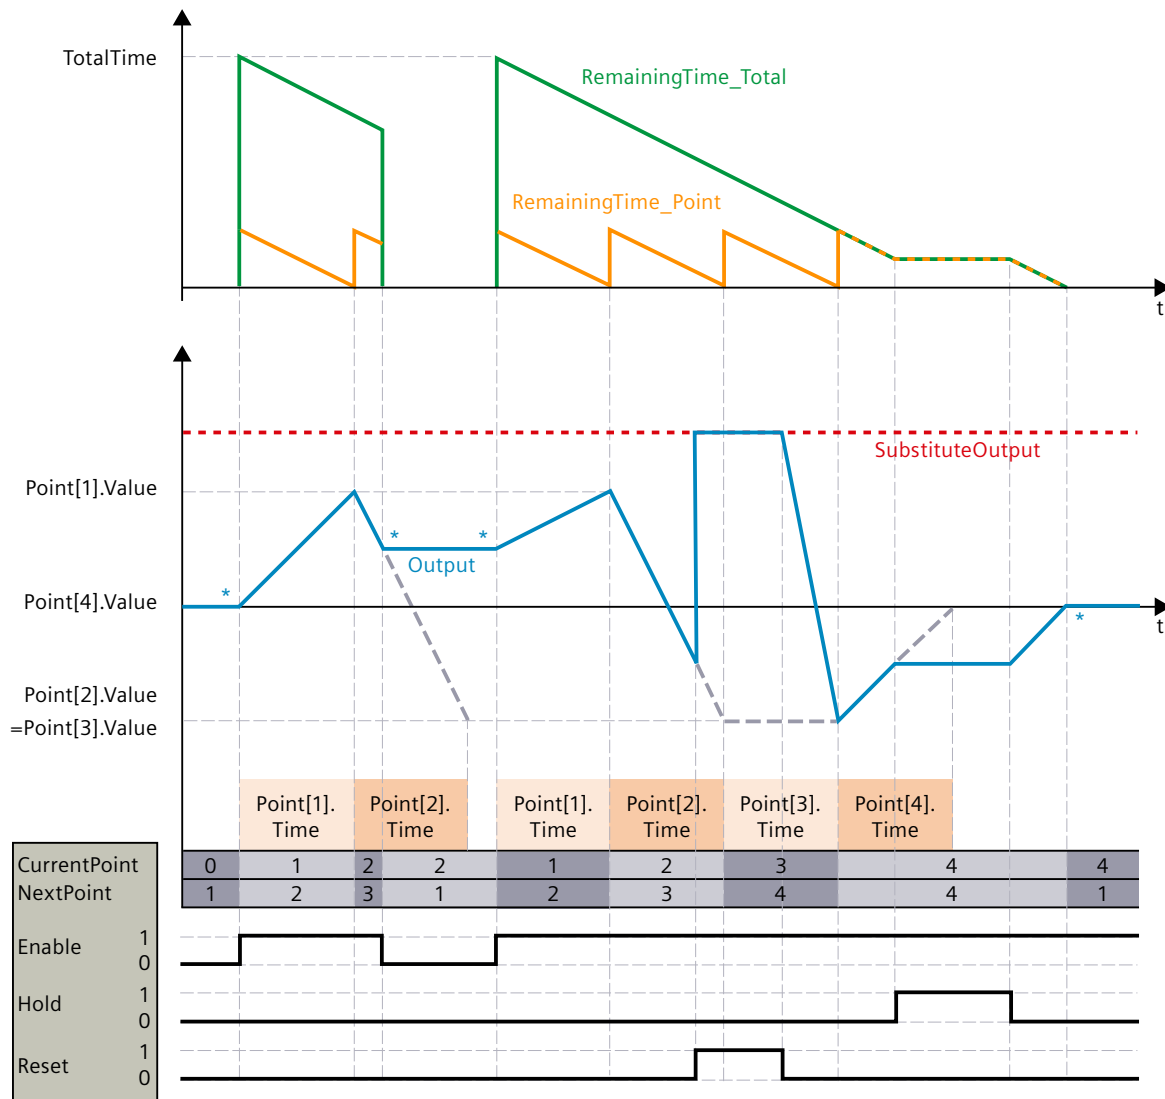 TotalTime
RemainingTime_Total
RemainingTime_Point
t
SubstituteOutput
Point[1].Value
* *
Output
*
Point[4].Value
t
*
Point[2].Value
=Point[3].Value
Point[1]. Point[2]. Point[1]. Point[2]. Point[3]. Point[4].
Time Time Time Time Time Time
CurrentPoint 0 1 2 2 1 2 3 4 4
NextPoint 1 2 3 1 2 3 4 4 1
Enable 1
0
Hold 1
0
Reset 1
0